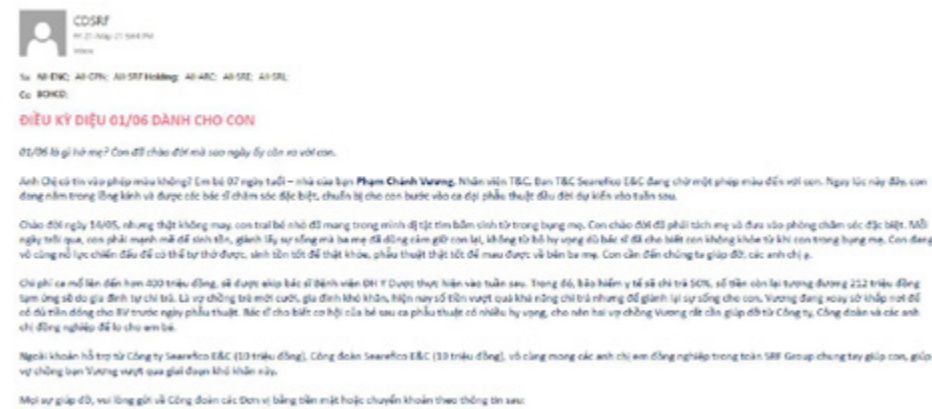 CDSRF
Fri 21-May-21 5:44 PM
Inbox
To: All-ENC; All-GPN; All-SRF Holding; All-ARC; All-SRE; All-SRL;
Cc: BCHCD;
ĐIỀU KỲ DIỆU 01/06 DÀNH CHO CON
01/06 là gì hở mẹ? Con đã chào đời mà sao ngày ấy còn xa với con.
Anh Chị có tin vào phép màu không? Em bé 07 ngày tuổi – nhà của bạn Phạm Chánh Vương, Nhân viên T&C, Ban T&C Searefico E&C đang chờ một phép màu đến với con. Ngay lúc này đây, con
đang nằm trong lồng kính và được các bác sĩ chăm sóc đặc biệt, chuẩn bị cho con bước vào ca đại phẫu thuật đầu đời dự kiến vào tuần sau.
Chào đời ngày 14/05, nhưng thật không may, con trai bé nhỏ đã mang trong mình dị tật tim bẩm sinh từ trong bụng mẹ. Con chào đời đã phải tách mẹ và đưa vào phòng chăm sóc đặc biệt. Mỗi
ngày trôi qua, con phải mạnh mẽ để sinh tồn, giành lấy sự sống mà ba mẹ đã dũng cảm giữ con lại, không từ bỏ hy vọng dù bác sĩ đã cho biết con không khỏe từ khi con trong bụng mẹ. Con đang
vô cùng nỗ lực chiến đấu để có thể tự thở được, sinh tồn tốt để thật khỏe, phẫu thuật thật tốt để mau được về bên ba mẹ. Con cần đến chúng ta giúp đỡ, các anh chị ạ.
Chi phí ca mổ lên đến hơn 400 triệu đồng, sẽ được ekip bác sĩ Bệnh viện ĐH Y Dược thực hiện vào tuần sau. Trong đó, bảo hiểm y tế sẽ chi trả 50%, số tiền còn lại tương đương 212 triệu đồng
tạm ứng sẽ do gia đình tự chi trả. Là vợ chồng trẻ mới cưới, gia đình khó khăn, hiện nay số tiền vượt quá khả năng chi trả nhưng để giành lại sự sống cho con, Vương đang xoay sở khắp nơi để
có đủ tiền đóng cho BV trước ngày phẫu thuật. Bác sĩ cho biết cơ hội của bé sau ca phẫu thuật có nhiều hy vọng, cho nên hai vợ chồng Vương rất cần giúp đỡ từ Công ty, Công đoàn và các anh
chị đồng nghiệp để lo cho em bé.
Ngoài khoản hỗ trợ từ Công ty Searefico E&C (10 triệu đồng), Công đoàn Searefico E&C (10 triệu đồng), vô cùng mong các anh chị em đồng nghiệp trong toàn SRF Group chung tay giúp con, giúp
vợ chồng bạn Vương vượt qua giai đoạn khó khăn này.
Mọi sự giúp đỡ, vui lòng gửi về Công đoàn các Đơn vị bằng tiền mặt hoặc chuyển khoản theo thông tin sau: